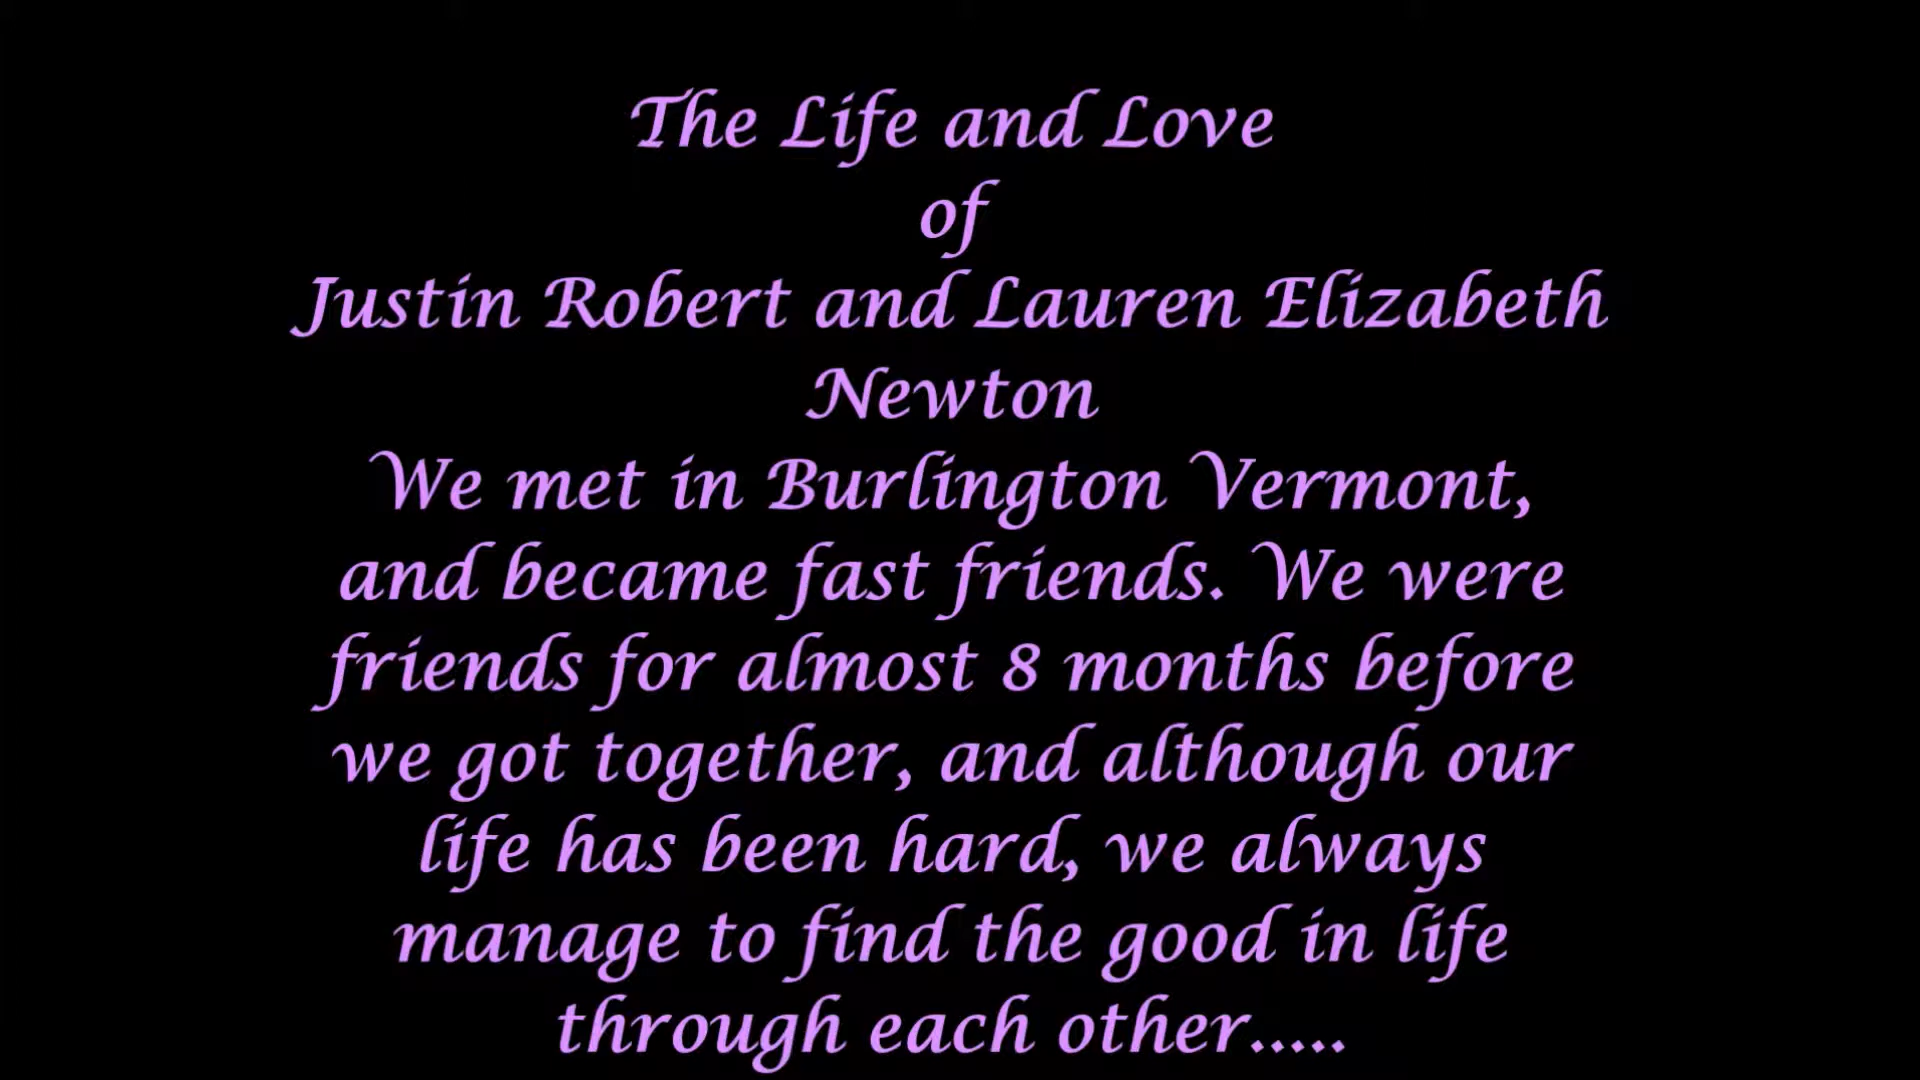 The Life and Love
of
Justin Robert and Lauren Elizabeth
Newton
We met in Burlington Vermont,
and became fast friends. We were
friends for almost 8 months before
we got together, and although our
life has been hard, we always
manage to find the good in life
through each other.....